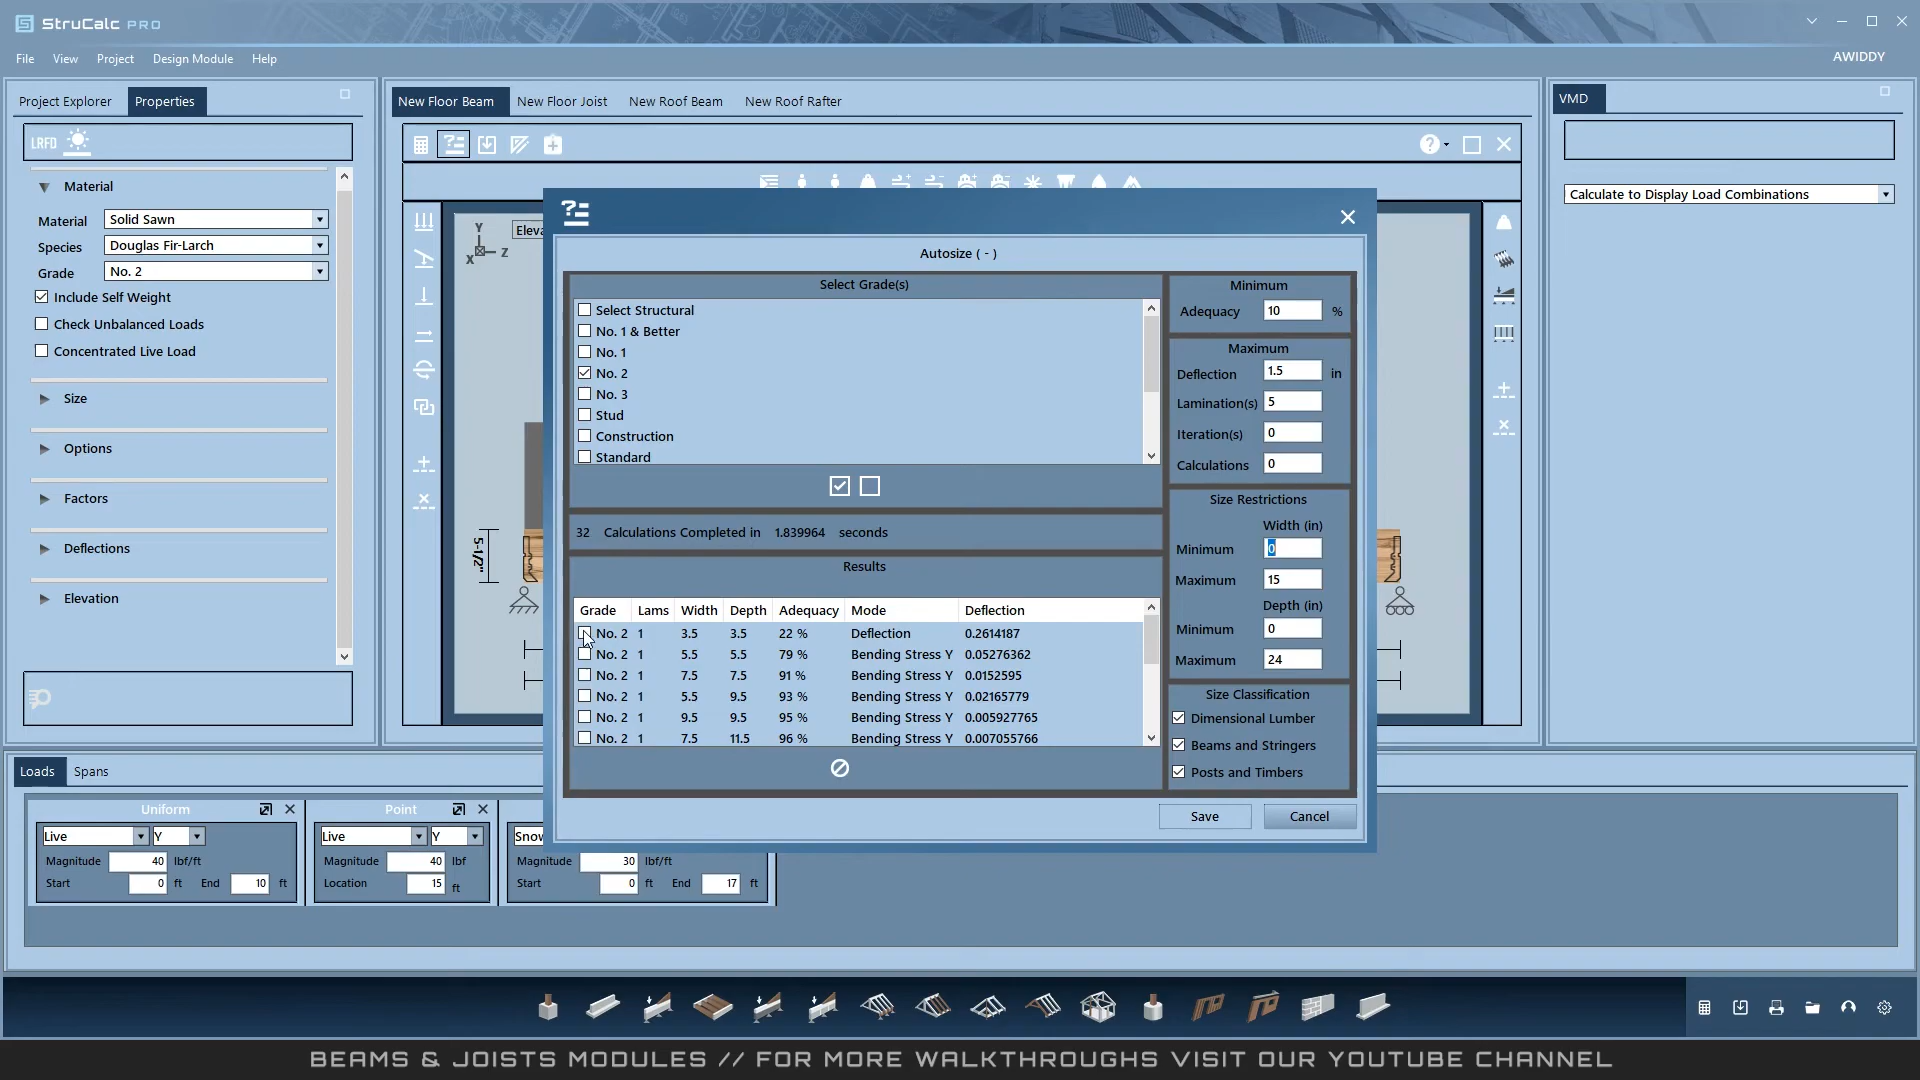 StruCalc PRO
File View Project Design Module Help
AWIDDY
Project Explorer Properties
New Floor Beam New Floor Joist New Roof Beam New Roof Rafter
VMD
LRFD
Material
Material Solid Sawn
Species Douglas Fir-Larch
Grade No. 2
Include Self Weight
Check Unbalanced Loads
Concentrated Live Load
Size
Options
Factors
Deflections
Elevation
Calculate to Display Load Combinations
Y
X Z
5-1/2"
Autosize ( - )
Select Grade(s)
Select Structural
No. 1 & Better
No. 1
No. 2
No. 3
Stud
Construction
Standard
32 Calculations Completed in 1.839964 seconds
Results
Grade Lams Width Depth Adequacy Mode Deflection
No. 2 1 3.5 3.5 22 % Deflection 0.2614187
No. 2 1 5.5 5.5 79 % Bending Stress Y 0.05276362
No. 2 1 7.5 7.5 91 % Bending Stress Y 0.0152595
No. 2 1 5.5 9.5 93 % Bending Stress Y 0.02165779
No. 2 1 9.5 9.5 95 % Bending Stress Y 0.005927765
No. 2 1 7.5 11.5 96 % Bending Stress Y 0.007055766
Minimum
Adequacy 10 %
Maximum
Deflection 1.5 in
Lamination(s) 5
Iteration(s) 0
Calculations 0
Size Restrictions
Width (in)
Minimum 0
Maximum 15
Depth (in)
Minimum 0
Maximum 24
Size Classification
Dimensional Lumber
Beams and Stringers
Posts and Timbers
Save Cancel
Loads Spans
Uniform
Live Y
Magnitude 40 lbf/ft
Start 0 ft End 10 ft
Point
Live Y
Magnitude 40 lbf
Location 15 ft
Magnitude 30 lbf/ft
Start 0 ft End 17 ft
BEAMS & JOISTS MODULES // FOR MORE WALKTHROUGHS VISIT OUR YOUTUBE CHANNEL